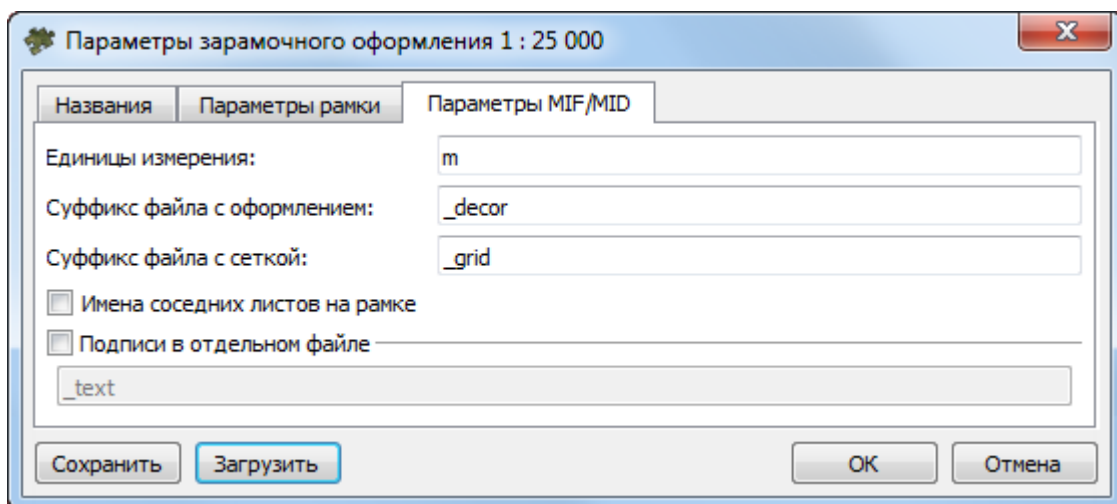 Параметры зарамочного оформления 1 : 25 000
Названия Параметры рамки Параметры MIF/MID
Единицы измерения: m
Суффикс файла с оформлением: _decor
Суффикс файла с сеткой: _grid
Имена соседних листов на рамке
Подписи в отдельном файле
_text
Сохранить Загрузить OK Отмена